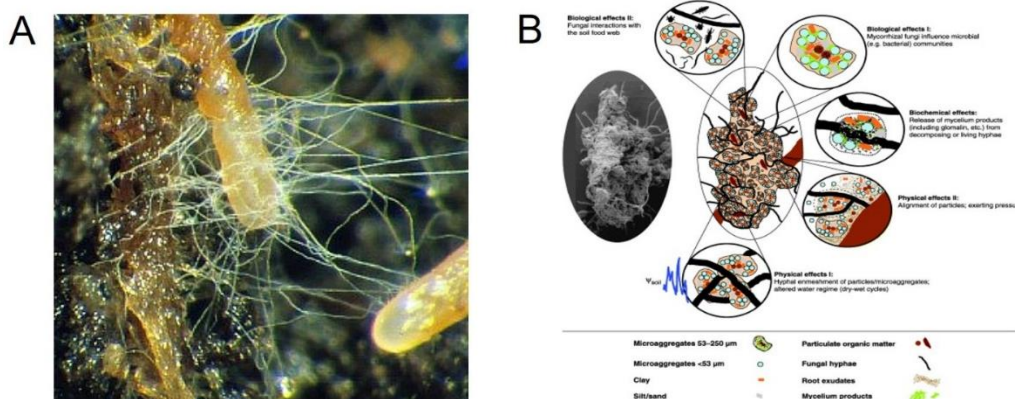 A
B
Biological effects II:
Fungal interactions with
the soil food web
Biological effects I:
Mycorrhizal fungi influence microbial
(e.g. bacterial) communities
Biochemical effects:
Release of mycelium products
(including glomalin, etc.) from
decomposing or living hyphae
Physical effects II:
Alignment of particles; exerting pressu
Ψsoil
Physical effects I:
Hyphal enmeshment of particles/microaggregates;
altered water regime (dry-wet cycles)
Microaggregates 53–250 µm
Particulate organic matter
Microaggregates <53 µm
Fungal hyphae
Clay
Root exudates
Silt/sand
Mycelium products